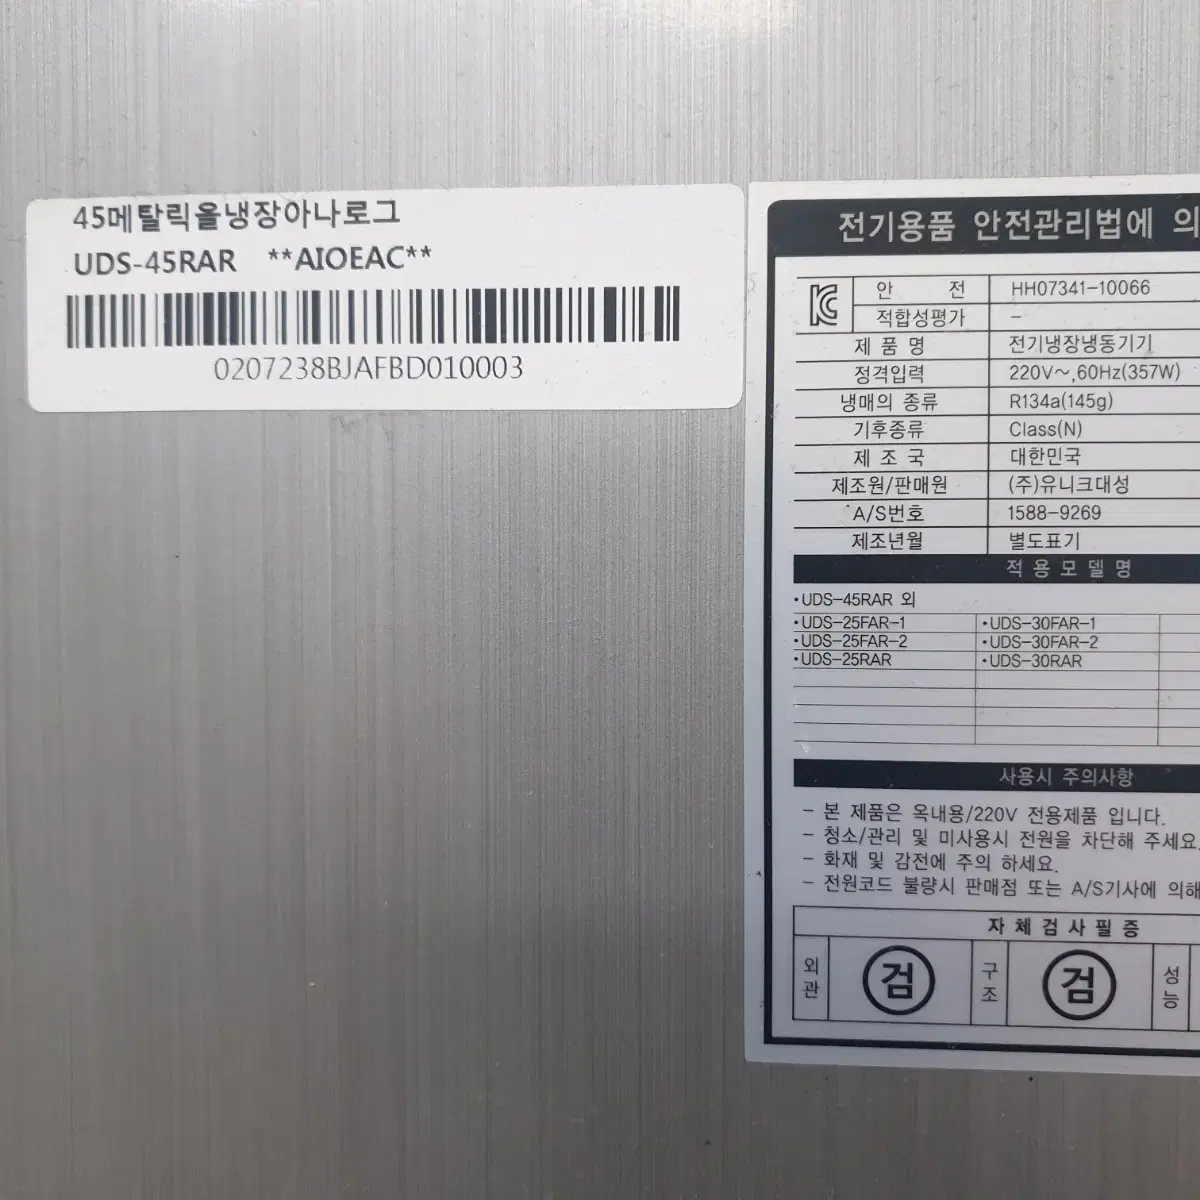 45메탈릭올냉장아나로그
UDS-45RAR **AIOEAC**
0207238BJAFBD010003
전기용품 안전관리법에 의
안 전 HH07341-10066
적합성평가 -
제 품 명 전기냉장냉동기기
정격입력 220V~,60Hz(357W)
냉매의 종류 R134a(145g)
기후종류 Class(N)
제 조 국 대한민국
제조원/판매원 (주)유니크대성
A/S번호 1588-9269
제조년월 별도표기
적 용 모 델 명
•UDS-45RAR 외
•UDS-25FAR-1 •UDS-30FAR-1
•UDS-25FAR-2 •UDS-30FAR-2
•UDS-25RAR •UDS-30RAR
사용시 주의사항
- 본 제품은 옥내용/220V 전용제품 입니다.
- 청소/관리 및 미사용시 전원을 차단해 주세요.
- 화재 및 감전에 주의 하세요.
- 전원코드 불량시 판매점 또는 A/S기사에 의해
자 체 검 사 필 증
외관 검 구조 검 성능